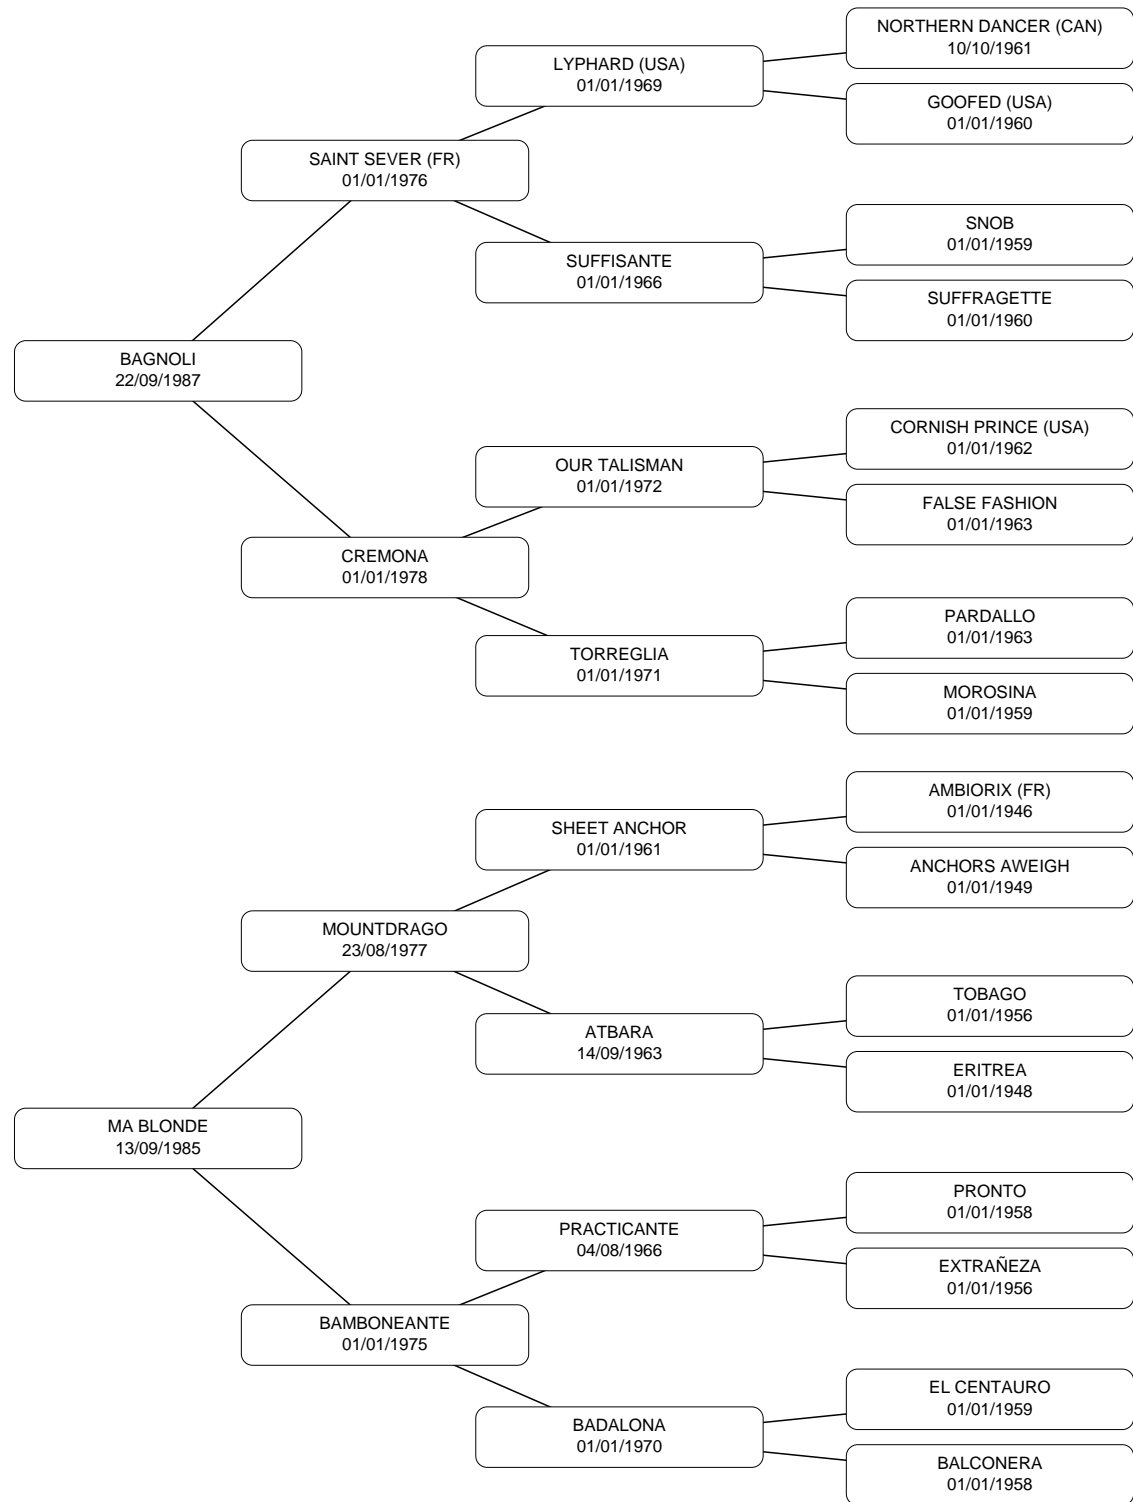 NORTHERN DANCER (CAN)
10/10/1961
LYPHARD (USA)
01/01/1969
GOOFED (USA)
01/01/1960
SAINT SEVER (FR)
01/01/1976
SNOB
01/01/1959
SUFFISANTE
01/01/1966
SUFFRAGETTE
01/01/1960
BAGNOLI
22/09/1987
CORNISH PRINCE (USA)
01/01/1962
OUR TALISMAN
01/01/1972
FALSE FASHION
01/01/1963
CREMONA
01/01/1978
PARDALLO
01/01/1963
TORREGLIA
01/01/1971
MOROSINA
01/01/1959
AMBIORIX (FR)
01/01/1946
SHEET ANCHOR
01/01/1961
ANCHORS AWEIGH
01/01/1949
MOUNTDRAGO
23/08/1977
TOBAGO
01/01/1956
ATBARA
14/09/1963
ERITREA
01/01/1948
MA BLONDE
13/09/1985
PRONTO
01/01/1958
PRACTICANTE
04/08/1966
EXTRAÑEZA
01/01/1956
BAMBONEANTE
01/01/1975
EL CENTAURO
01/01/1959
BADALONA
01/01/1970
BALCONERA
01/01/1958